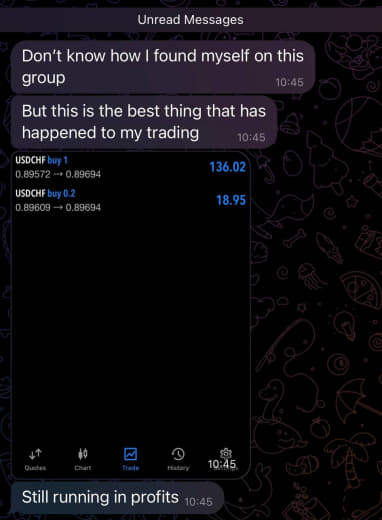 Unread Messages
Don’t know how I found myself on this
group
10:45
But this is the best thing that has
happened to my trading
10:45
USDCHF buy 1
136.02
0.89572 → 0.89694
USDCHF buy 0.2
18.95
0.89609 → 0.89694
Quotes Chart Trade History
10:45
Still running in profits 10:45